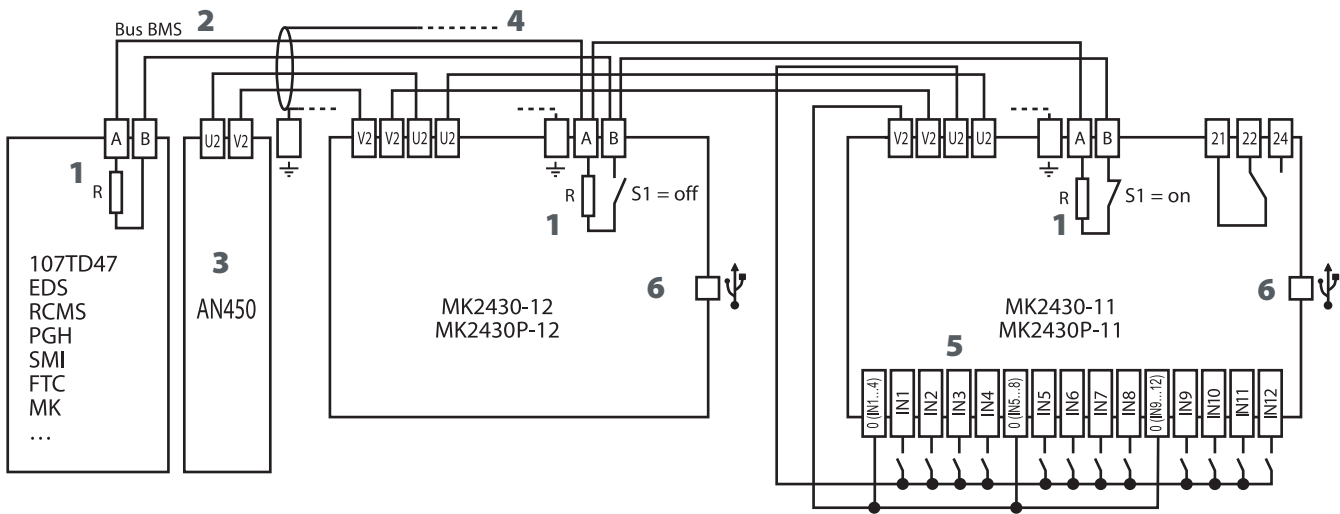 Bus BMS 2 4
A B U2 V2 V2 V2 U2 U2 A B V2 V2 U2 U2 A B 21 22 24
1 R
1 R S1 = off
1 R S1 = on
107TD47
EDS
RCMS
PGH
SMI
FTC
MK
...
3
AN450
MK2430-12
MK2430P-12
6
MK2430-11
MK2430P-11
6
5
0 (IN1...4) IN1 IN2 IN3 IN4 0 (IN5...8) IN5 IN6 IN7 IN8 0 (IN9...12) IN9 IN10 IN11 IN12